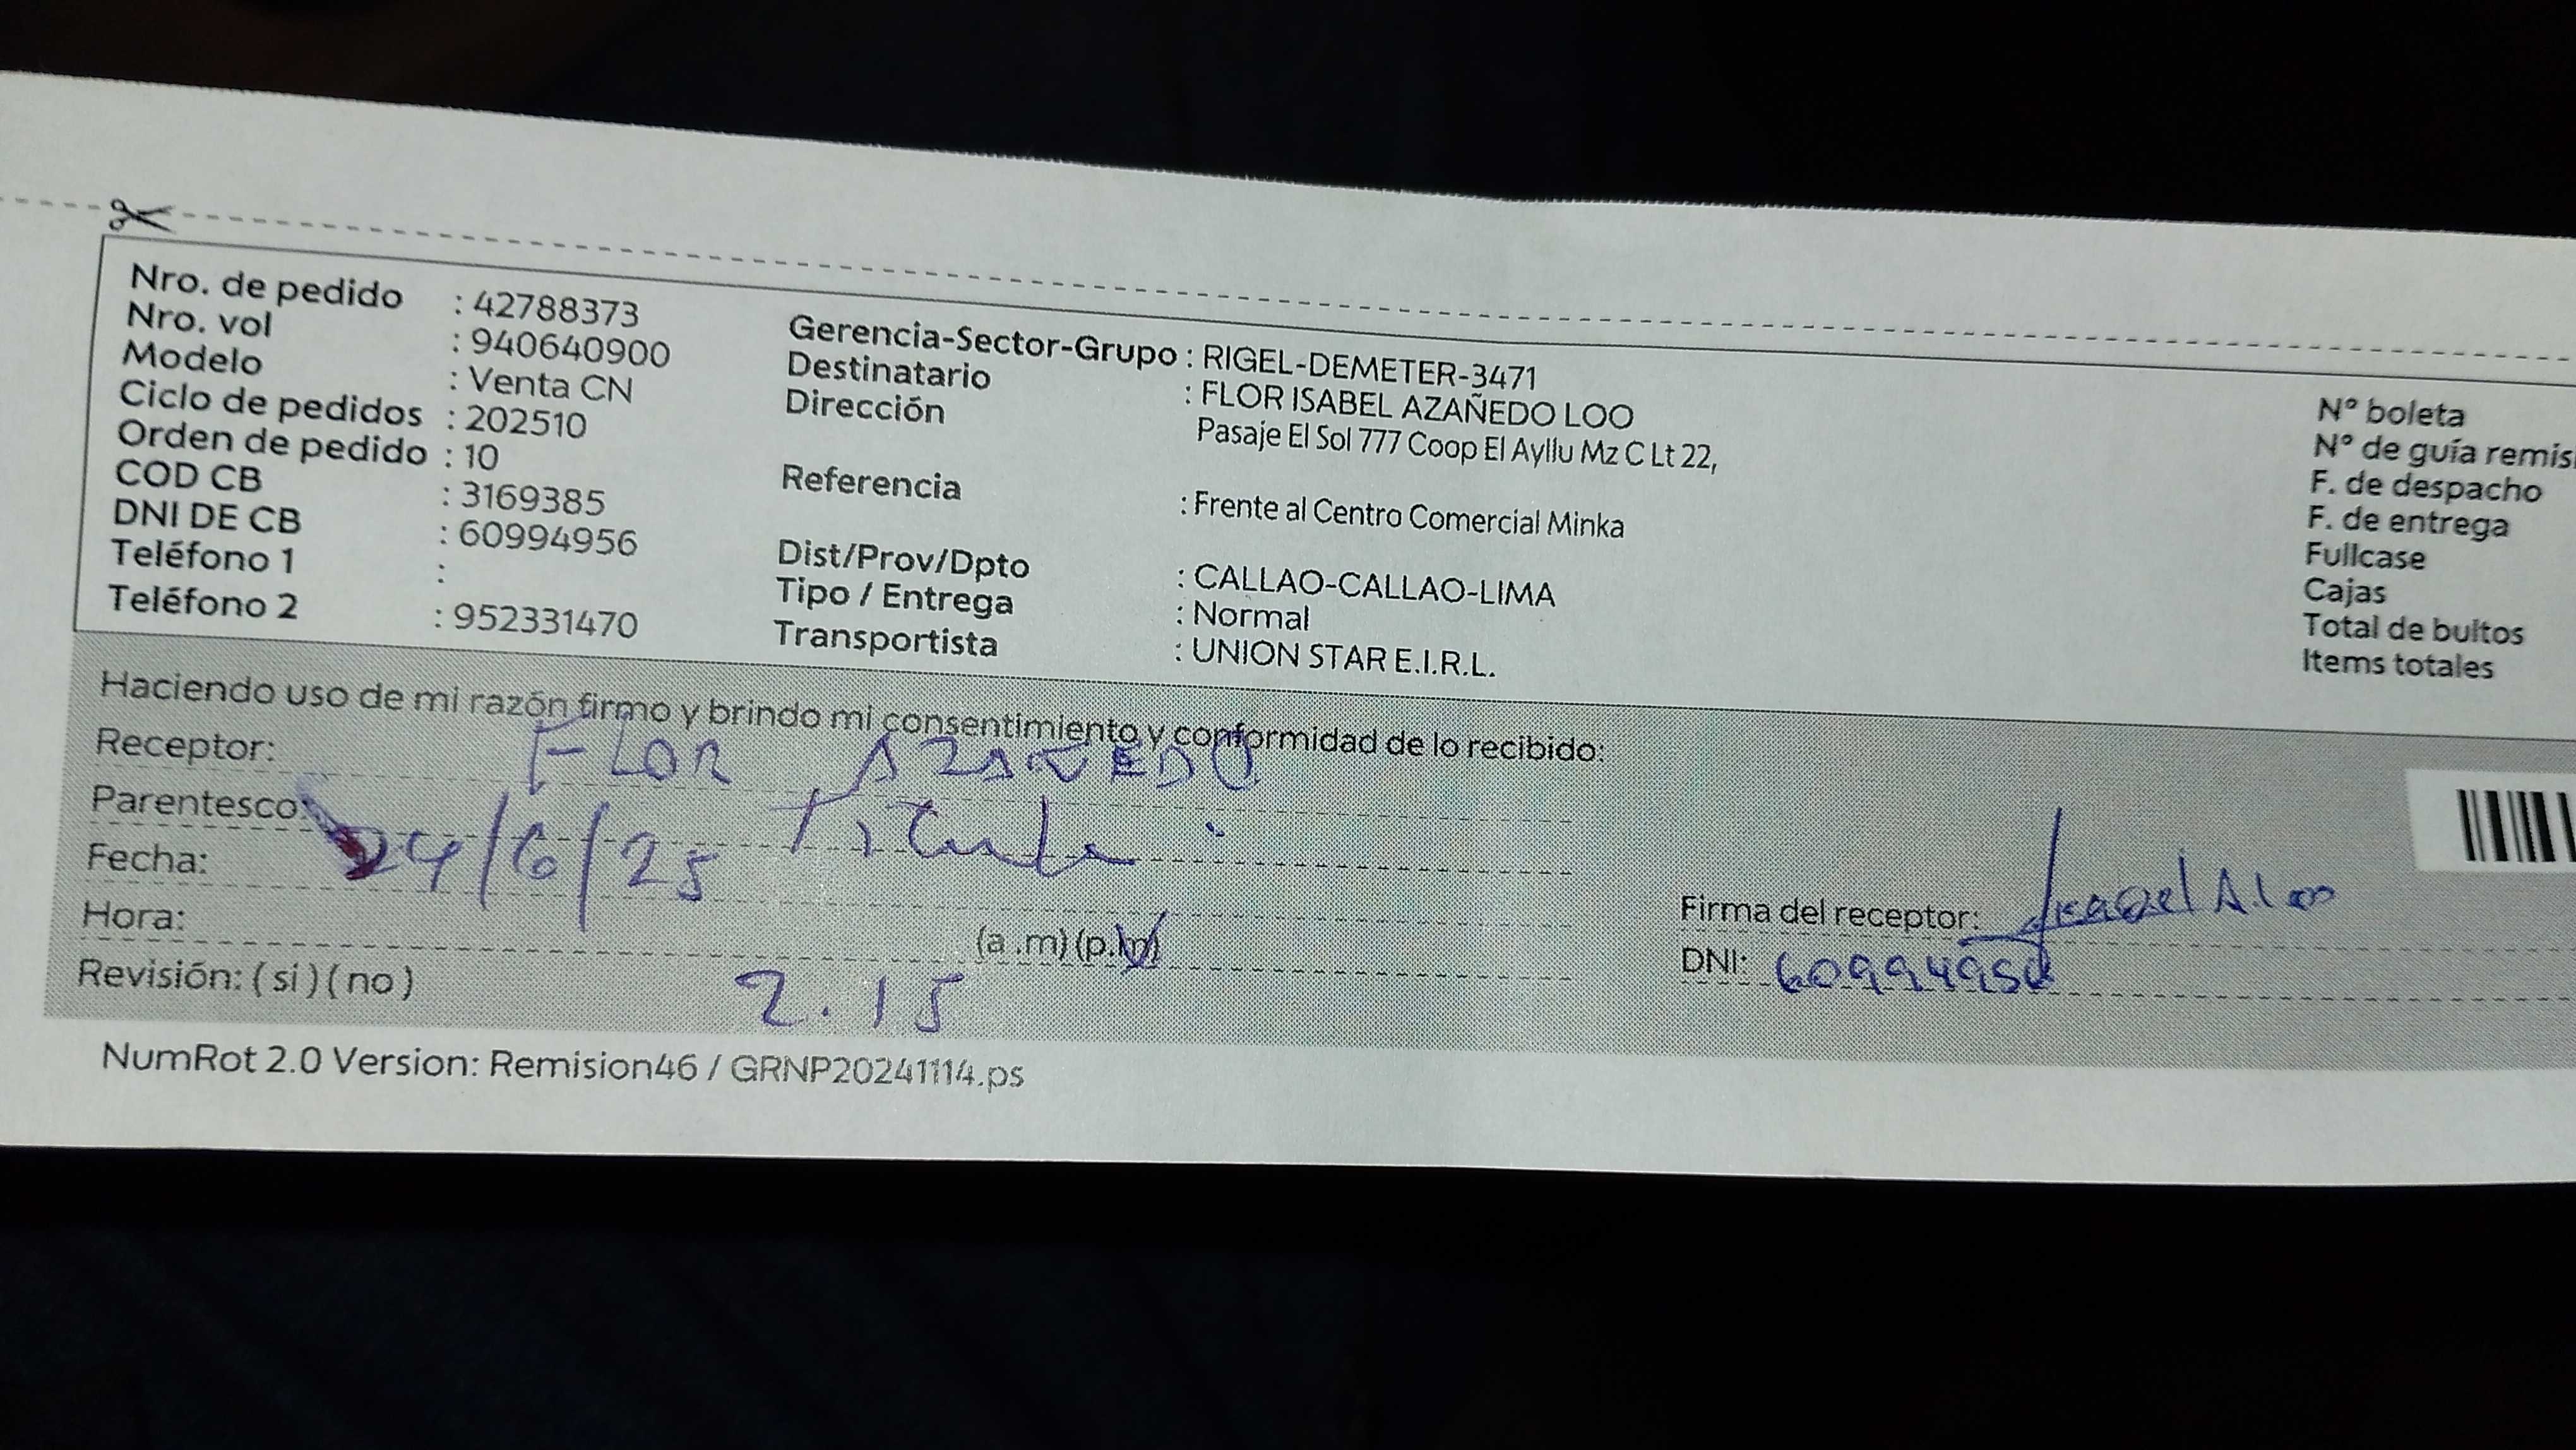 Nro. de pedido : 42788373
Nro. vol : 940640900
Modelo : Venta CN
Ciclo de pedidos : 202510
Orden de pedido : 10
COD CB : 3169385
DNI DE CB : 60994956
Teléfono 1 :
Teléfono 2 : 952331470
Gerencia-Sector-Grupo : RIGEL-DEMETER-3471
Destinatario : FLOR ISABEL AZAÑEDO LOO
Dirección Pasaje El Sol 777 Coop El Ayllu Mz C Lt 22,
Referencia : Frente al Centro Comercial Minka
Dist/Prov/Dpto : CALLAO-CALLAO-LIMA
Tipo / Entrega : Normal
Transportista : UNION STAR E.I.R.L.
N° boleta
N° de guía remisi
F. de despacho
F. de entrega
Fullcase
Cajas
Total de bultos
Items totales
Haciendo uso de mi razón firmo y brindo mi consentimiento y conformidad de lo recibido:
Receptor: FLOR AZAÑEDO
Parentesco: Titular
Fecha: 24/6/25
Hora: (a .m) (p.m)
Revisión: ( si ) ( no ) 2.15
Firma del receptor: Isabel A. Loo
DNI: 60994956
NumRot 2.0 Version: Remision46 / GRNP20241114.ps